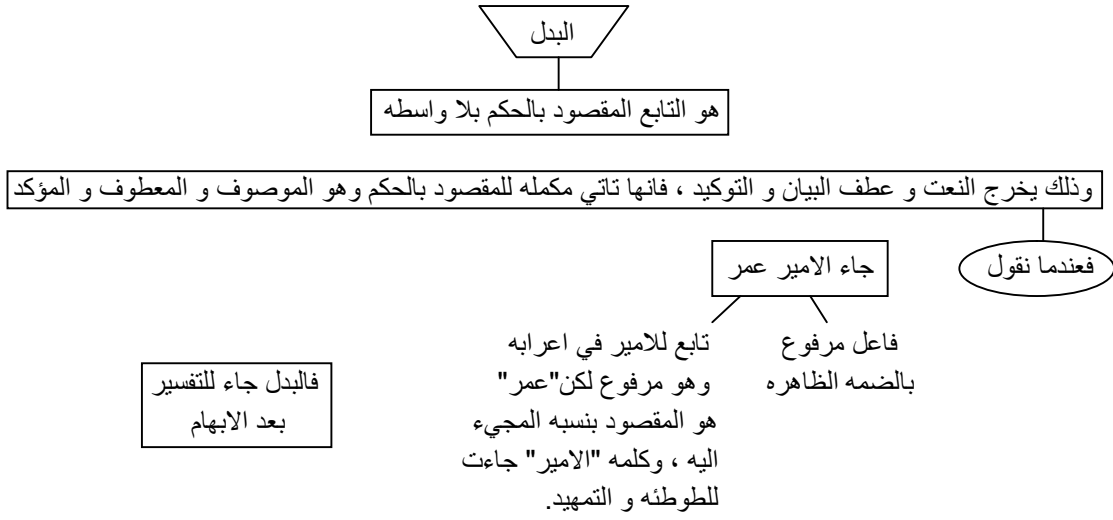 البدل
هو التابع المقصود بالحكم بلا واسطه
وذلك يخرج النعت و عطف البيان و التوكيد ، فانها تاتي مكمله للمقصود بالحكم وهو الموصوف و المعطوف و المؤكد
فعندما نقول
جاء الامير عمر
فاعل مرفوع
بالضمه الظاهره
تابع للامير في اعرابه
وهو مرفوع لكن"عمر"
هو المقصود بنسبه المجيء
اليه ، وكلمه "الامير" جاءت
للطوطئه و التمهيد.
فالبدل جاء للتفسير
بعد الابهام